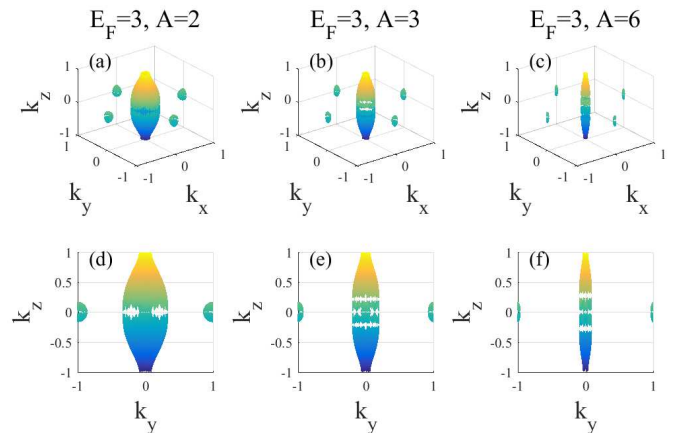 E_F=3, A=2 E_F=3, A=3 E_F=3, A=6
(a) (b) (c)
k_z k_z k_z
1 1 1
0 0 0
-1 -1 -1
1 0 -1 -1 0 1 1 0 -1 -1 0 1 1 0 -1 -1 0 1
k_y k_x k_y k_x k_y k_x
(d) (e) (f)
k_z k_z k_z
1 1 1
0.5 0.5 0.5
0 0 0
-0.5 -0.5 -0.5
-1 -1 -1
-1 0 1 -1 0 1 -1 0 1
k_y k_y k_y